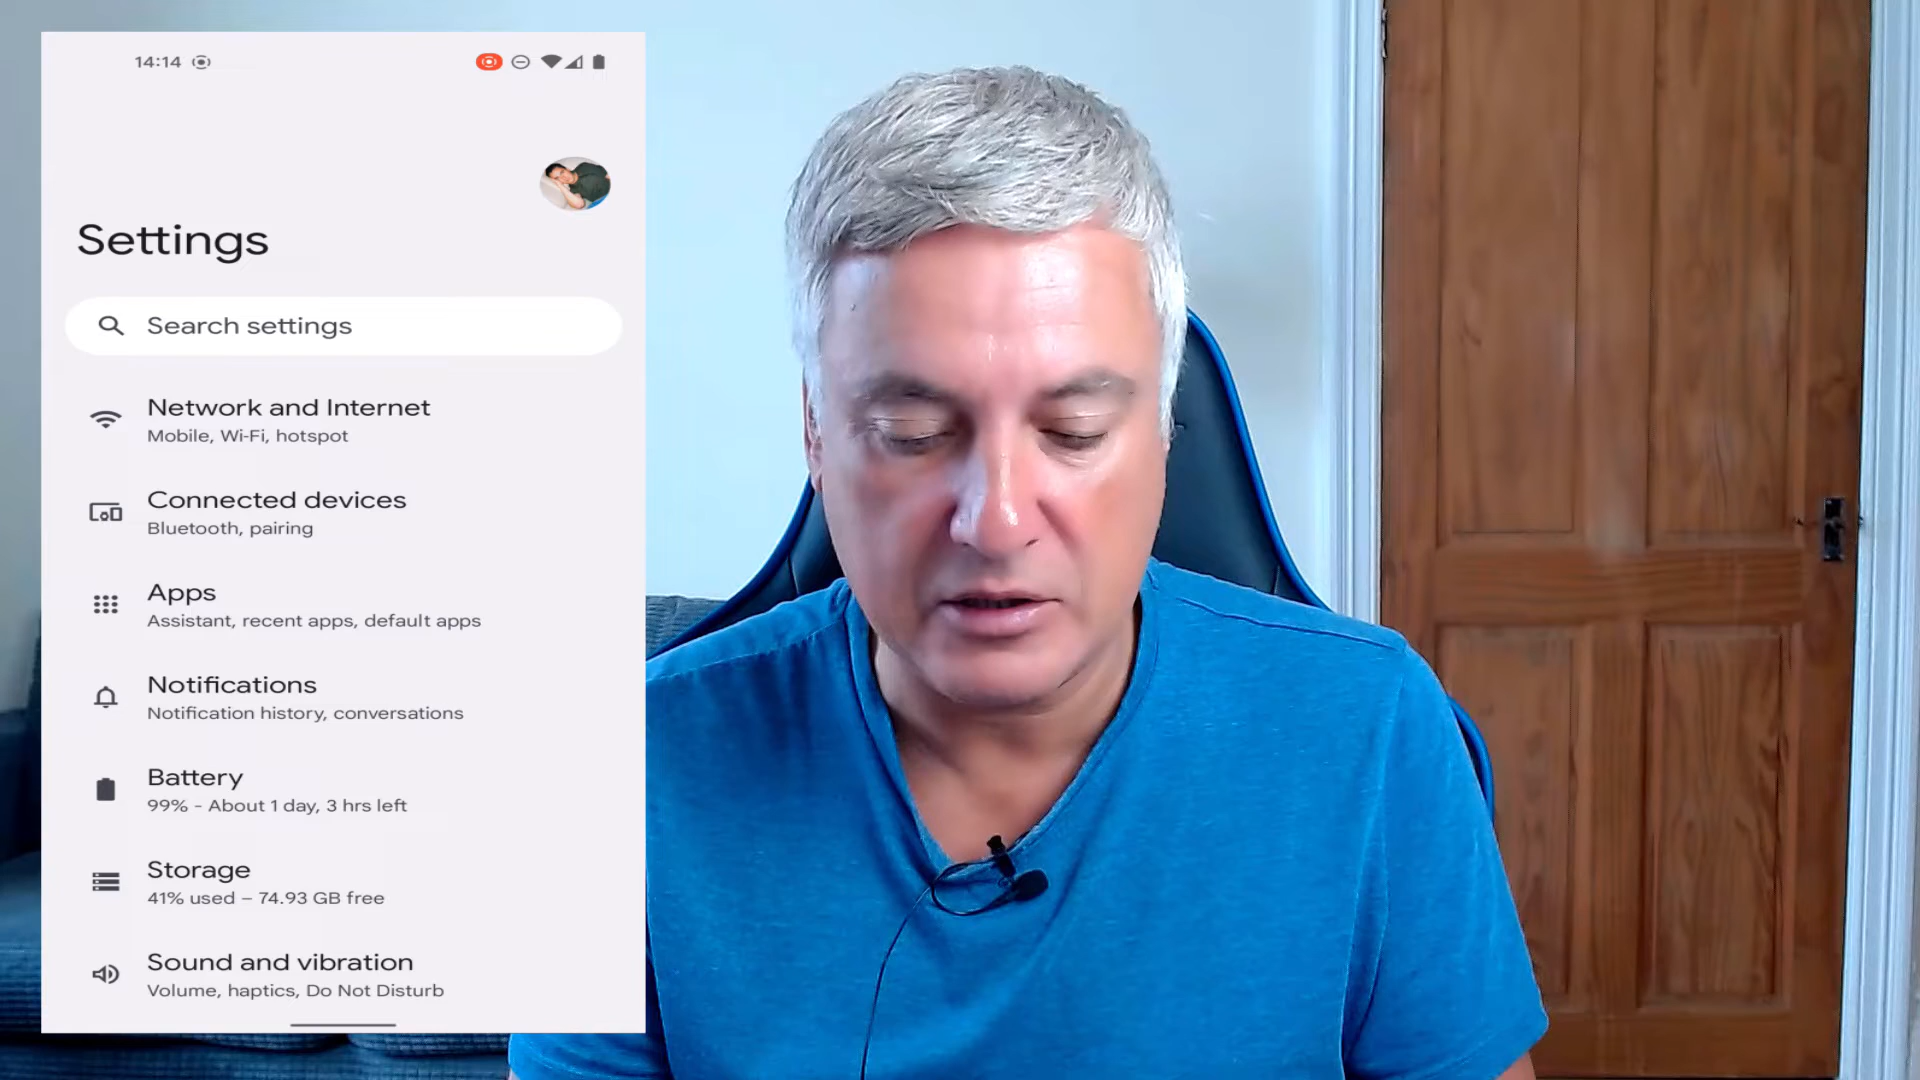 14:14
Settings
Search settings
Network and Internet
Mobile, Wi-Fi, hotspot
Connected devices
Bluetooth, pairing
Apps
Assistant, recent apps, default apps
Notifications
Notification history, conversations
Battery
99% - About 1 day, 3 hrs left
Storage
41% used – 74.93 GB free
Sound and vibration
Volume, haptics, Do Not Disturb